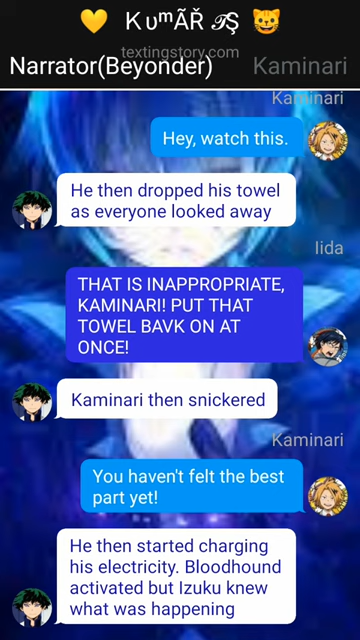 💛 Kυᵐữ 𝒯Ş 😺
textingstory.com
Narrator(Beyonder) Kaminari
Kaminari
Hey, watch this.
He then dropped his towel
as everyone looked away
Iida
THAT IS INAPPROPRIATE,
KAMINARI! PUT THAT
TOWEL BAVK ON AT
ONCE!
Kaminari then snickered
Kaminari
You haven't felt the best
part yet!
He then started charging
his electricity. Bloodhound
activated but Izuku knew
what was happening